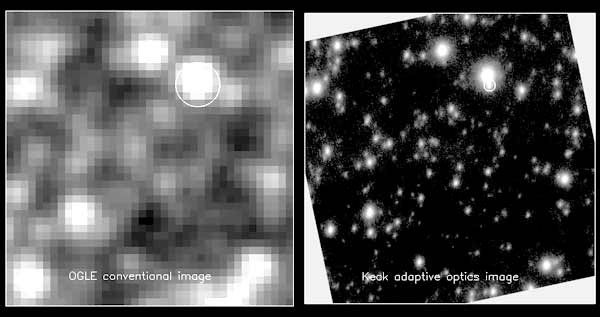 OGLE conventional image
Keck adaptive optics image